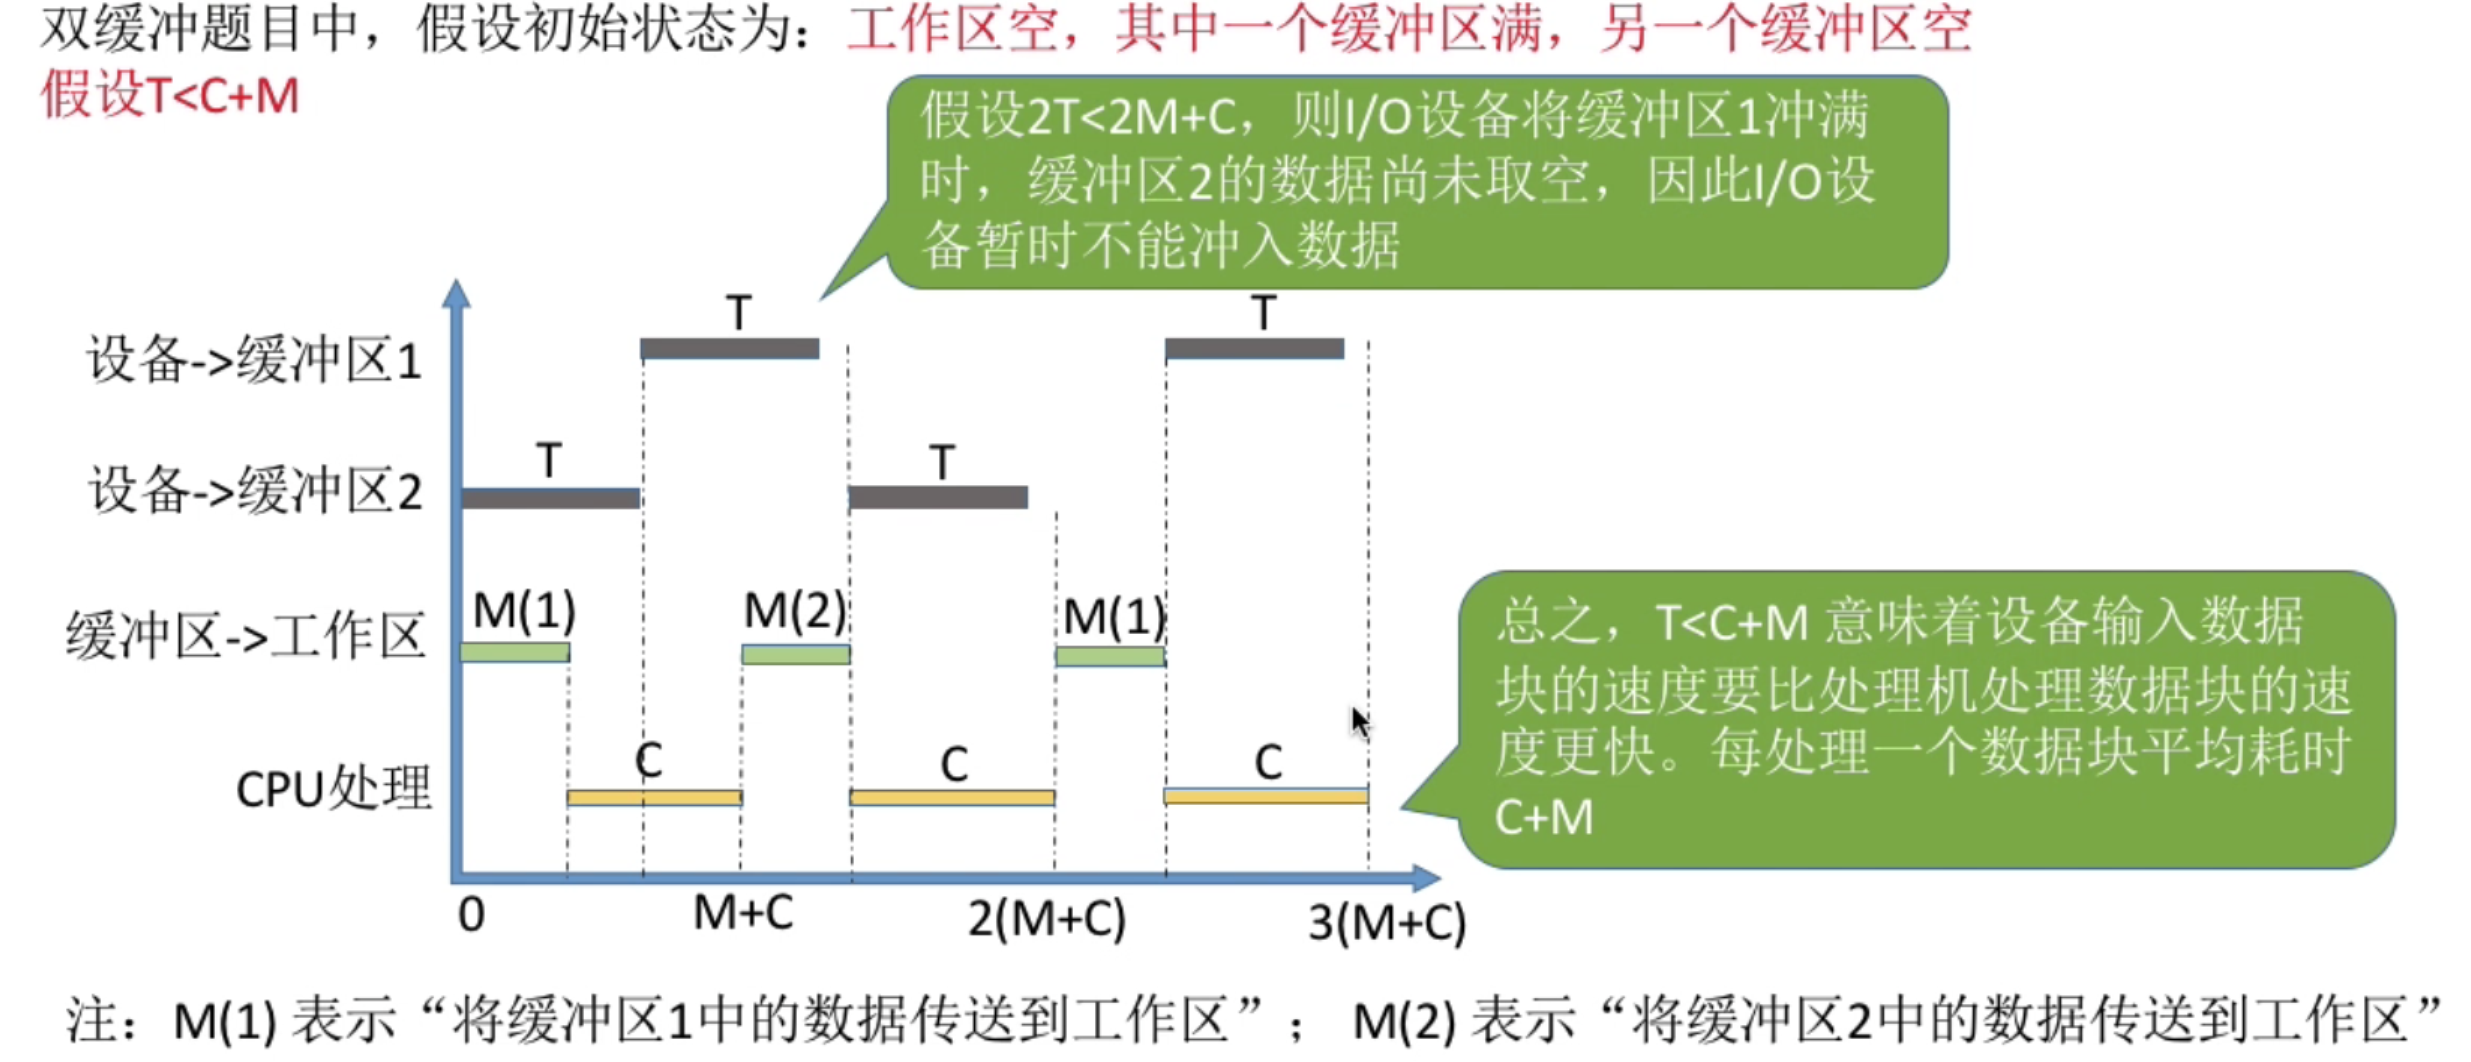 双缓冲题目中，假设初始状态为：工作区空，其中一个缓冲区满，另一个缓冲区空
假设T<C+M
假设2T<2M+C，则I/O设备将缓冲区1冲满
时，缓冲区2的数据尚未取空，因此I/O设
备暂时不能冲入数据
T
T
设备->缓冲区1
T
T
设备->缓冲区2
M(1)
M(2)
M(1)
缓冲区->工作区
总之，T<C+M 意味着设备输入数据
块的速度要比处理机处理数据块的速
度更快。每处理一个数据块平均耗时
C+M
C
C
C
CPU处理
0
M+C
2(M+C)
3(M+C)
注：M(1) 表示“将缓冲区1中的数据传送到工作区”； M(2) 表示“将缓冲区2中的数据传送到工作区”